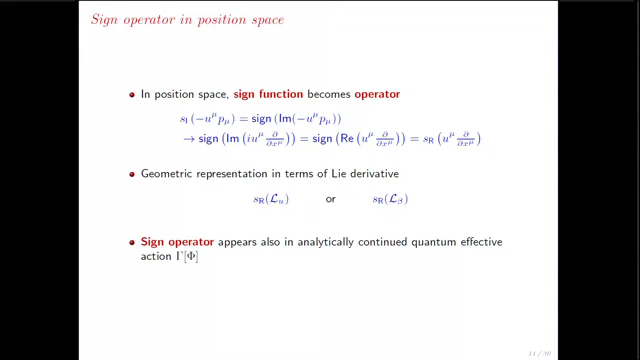 Sign operator in position space
In position space, sign function becomes operator
s_I (−u^μ p_μ) = sign (Im(−u^μ p_μ))
→ sign (Im (iu^μ ∂/∂x^μ)) = sign (Re (u^μ ∂/∂x^μ)) = s_R (u^μ ∂/∂x^μ)
Geometric representation in terms of Lie derivative
s_R(ℒ_u) or s_R(ℒ_β)
Sign operator appears also in analytically continued quantum effective
action Γ[Φ]
11 / 30